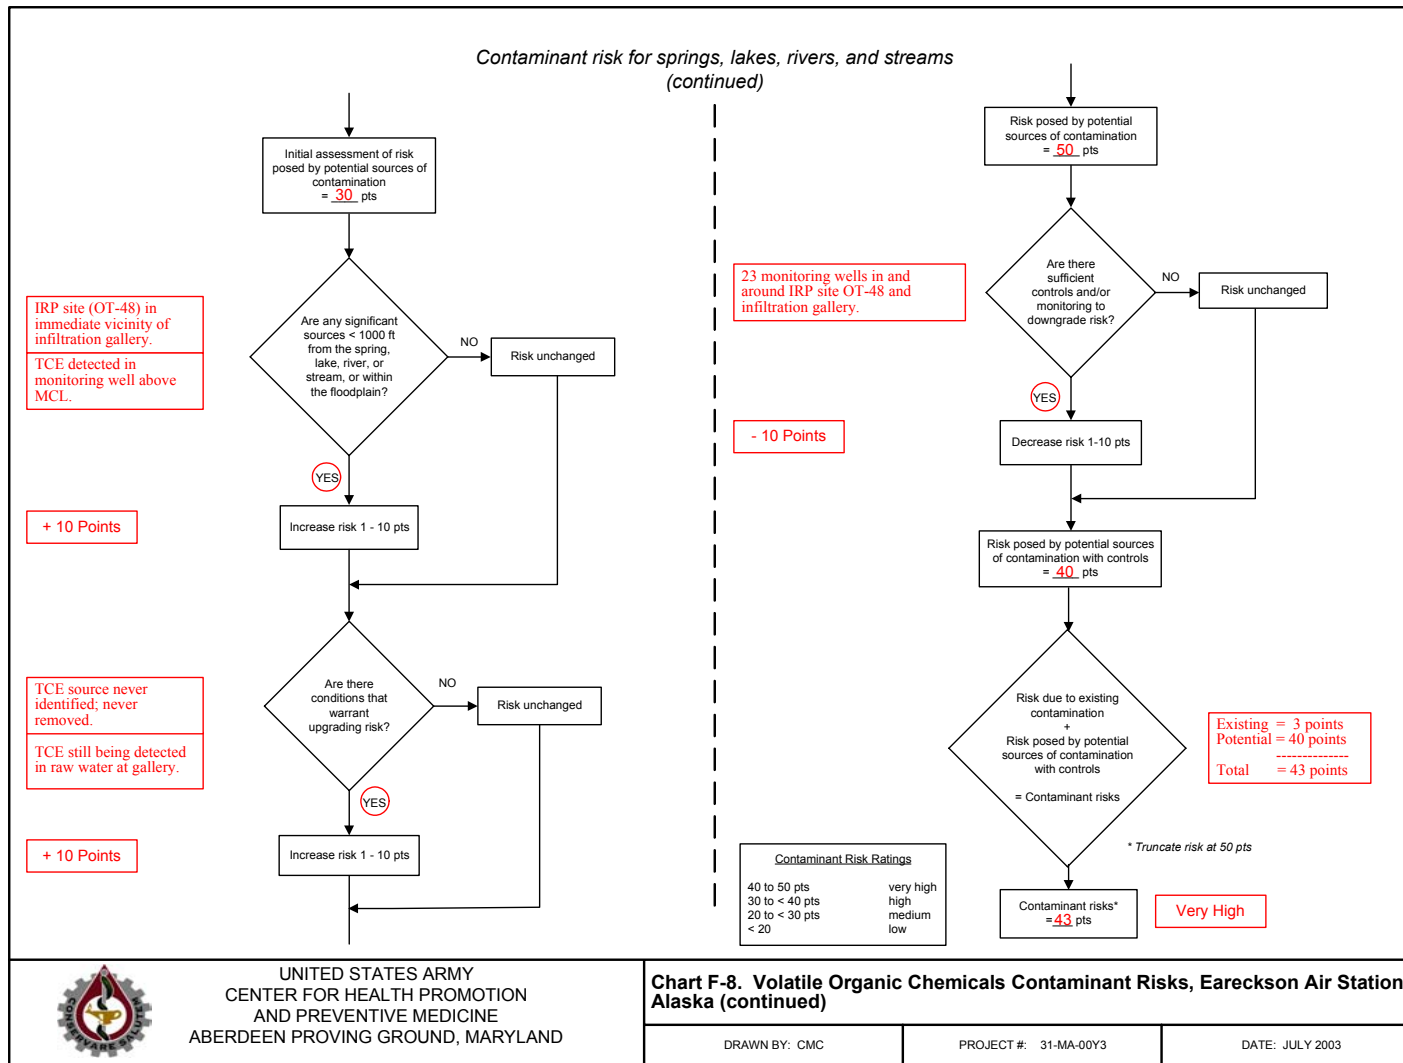 Contaminant risk for springs, lakes, rivers, and streams
(continued)
Initial assessment of risk
posed by potential sources of
contamination
= 30 pts
IRP site (OT-48) in
immediate vicinity of
infiltration gallery.
TCE detected in
monitoring well above
MCL.
Are any significant
sources < 1000 ft
from the spring,
lake, river, or
stream, or within
the floodplain?
NO
Risk unchanged
YES
+ 10 Points
Increase risk 1 - 10 pts
TCE source never
identified; never
removed.
TCE still being detected
in raw water at gallery.
Are there
conditions that
warrant
upgrading risk?
NO
Risk unchanged
YES
+ 10 Points
Increase risk 1 - 10 pts
Risk posed by potential
sources of contamination
= 50 pts
23 monitoring wells in and
around IRP site OT-48 and
infiltration gallery.
Are there
sufficient
controls and/or
monitoring to
downgrade risk?
NO
Risk unchanged
YES
- 10 Points
Decrease risk 1-10 pts
Risk posed by potential sources
of contamination with controls
= 40 pts
Risk due to existing
contamination
+
Risk posed by potential
sources of contamination
with controls
= Contaminant risks
Existing = 3 points
Potential = 40 points
--------------
Total = 43 points
* Truncate risk at 50 pts
Contaminant Risk Ratings
40 to 50 pts very high
30 to < 40 pts high
20 to < 30 pts medium
< 20 low
Contaminant risks*
= 43 pts
Very High
CONSERVARE SALUTEM
UNITED STATES ARMY
CENTER FOR HEALTH PROMOTION
AND PREVENTIVE MEDICINE
ABERDEEN PROVING GROUND, MARYLAND
Chart F-8. Volatile Organic Chemicals Contaminant Risks, Eareckson Air Station
Alaska (continued)
DRAWN BY: CMC
PROJECT #: 31-MA-00Y3
DATE: JULY 2003